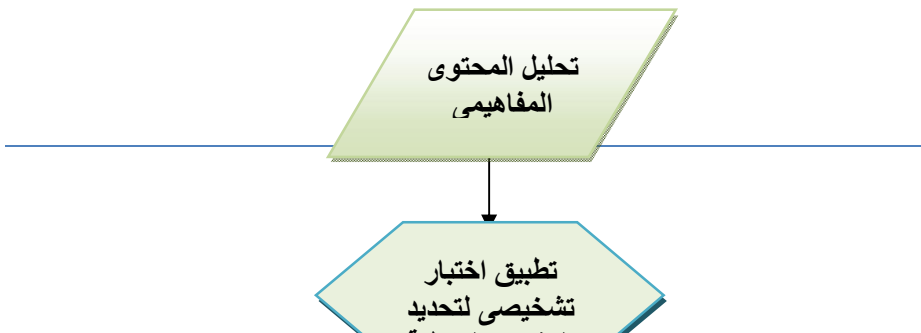 تحليل المحتوى
المفاهيمى
تطبيق اختبار
تشخيصى لتحديد